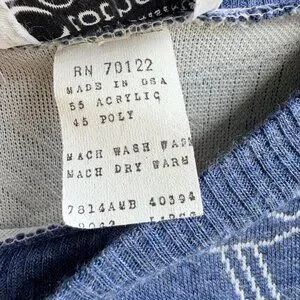 RN 70122
MADE IN USA
55 ACRYLIC
45 POLY
MACH WASH WARM
MACH DRY WARM
7814AMB 40394